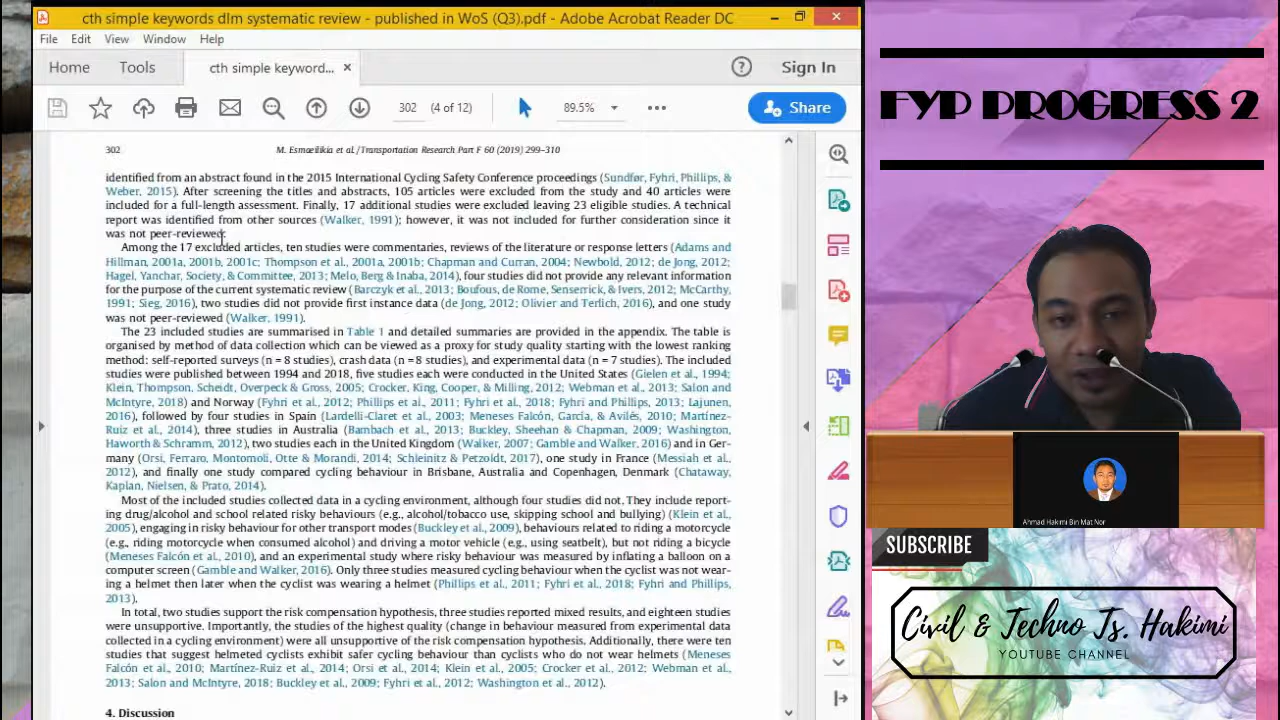 cth simple keywords dlm systematic review - published in WoS (Q3).pdf - Adobe Acrobat Reader DC
File Edit View Window Help
Home Tools cth simple keyword... × Sign In
302 (4 of 12) 89.5% Share
302 M. Esmaeilikia et al. / Transportation Research Part F 60 (2019) 299–310
identified from an abstract found in the 2015 International Cycling Safety Conference proceedings (Sundfør, Fyhri, Phillips, &
Weber, 2015). After screening the titles and abstracts, 105 articles were excluded from the study and 40 articles were
included for a full-length assessment. Finally, 17 additional studies were excluded leaving 23 eligible studies. A technical
report was identified from other sources (Walker, 1991); however, it was not included for further consideration since it
was not peer-reviewed.
Among the 17 excluded articles, ten studies were commentaries, reviews of the literature or response letters (Adams and
Hillman, 2001a, 2001b, 2001c; Thompson et al., 2001a, 2001b; Chapman and Curran, 2004; Newbold, 2012; de Jong, 2012;
Hagel, Yanchar, Society, & Committee, 2013; Melo, Berg & Inaba, 2014), four studies did not provide any relevant information
for the purpose of the current systematic review (Barczyk et al., 2013; Boufous, de Rome, Senserrick, & Ivers, 2012; McCarthy,
1991; Sieg, 2016), two studies did not provide first instance data (de Jong, 2012; Olivier and Terlich, 2016), and one study
was not peer-reviewed (Walker, 1991).
The 23 included studies are summarised in Table 1 and detailed summaries are provided in the appendix. The table is
organised by method of data collection which can be viewed as a proxy for study quality starting with the lowest ranking
method: self-reported surveys (n = 8 studies), crash data (n = 8 studies), and experimental data (n = 7 studies). The included
studies were published between 1994 and 2018, five studies each were conducted in the United States (Gielen et al., 1994;
Klein, Thompson, Scheidt, Overpeck & Gross, 2005; Crocker, King, Cooper, & Milling, 2012; Webman et al., 2013; Salon and
McIntyre, 2018) and Norway (Fyhri et al., 2012; Phillips et al., 2011; Fyhri et al., 2018; Fyhri and Phillips, 2013; Lajunen,
2016), followed by four studies in Spain (Lardelli-Claret et al., 2003; Meneses Falcón, García, & Avilés, 2010; Martínez-
Ruiz et al., 2014), three studies in Australia (Bambach et al., 2013; Buckley, Sheehan & Chapman, 2009; Washington,
Haworth & Schramm, 2012), two studies each in the United Kingdom (Walker, 2007; Gamble and Walker, 2016) and in Ger-
many (Orsi, Ferraro, Montomoli, Otte & Morandi, 2014; Schleinitz & Petzoldt, 2017), one study in France (Messiah et al.,
2012), and finally one study compared cycling behaviour in Brisbane, Australia and Copenhagen, Denmark (Chataway,
Kaplan, Nielsen, & Prato, 2014).
Most of the included studies collected data in a cycling environment, although four studies did not. They include report-
ing drug/alcohol and school related risky behaviours (e.g., alcohol/tobacco use, skipping school and bullying) (Klein et al.,
2005), engaging in risky behaviour for other transport modes (Buckley et al., 2009), behaviours related to riding a motorcycle
(e.g., riding motorcycle when consumed alcohol) and driving a motor vehicle (e.g., using seatbelt), but not riding a bicycle
(Meneses Falcón et al., 2010), and an experimental study where risky behaviour was measured by inflating a balloon on a
computer screen (Gamble and Walker, 2016). Only three studies measured cycling behaviour when the cyclist was not wear-
ing a helmet then later when the cyclist was wearing a helmet (Phillips et al., 2011; Fyhri et al., 2018; Fyhri and Phillips,
2013).
In total, two studies support the risk compensation hypothesis, three studies reported mixed results, and eighteen studies
were unsupportive. Importantly, the studies of the highest quality (change in behaviour measured from experimental data
collected in a cycling environment) were all unsupportive of the risk compensation hypothesis. Additionally, there were ten
studies that suggest helmeted cyclists exhibit safer cycling behaviour than cyclists who do not wear helmets (Meneses
Falcón et al., 2010; Martínez-Ruiz et al., 2014; Orsi et al., 2014; Klein et al., 2005; Crocker et al., 2012; Webman et al.,
2013; Salon and McIntyre, 2018; Buckley et al., 2009; Fyhri et al., 2012; Washington et al., 2012).
4. Discussion
FYP PROGRESS 2
Ahmad Hakimi Bin Mat Nor
SUBSCRIBE
Civil & Techno Ts. Hakimi
YOUTUBE CHANNEL